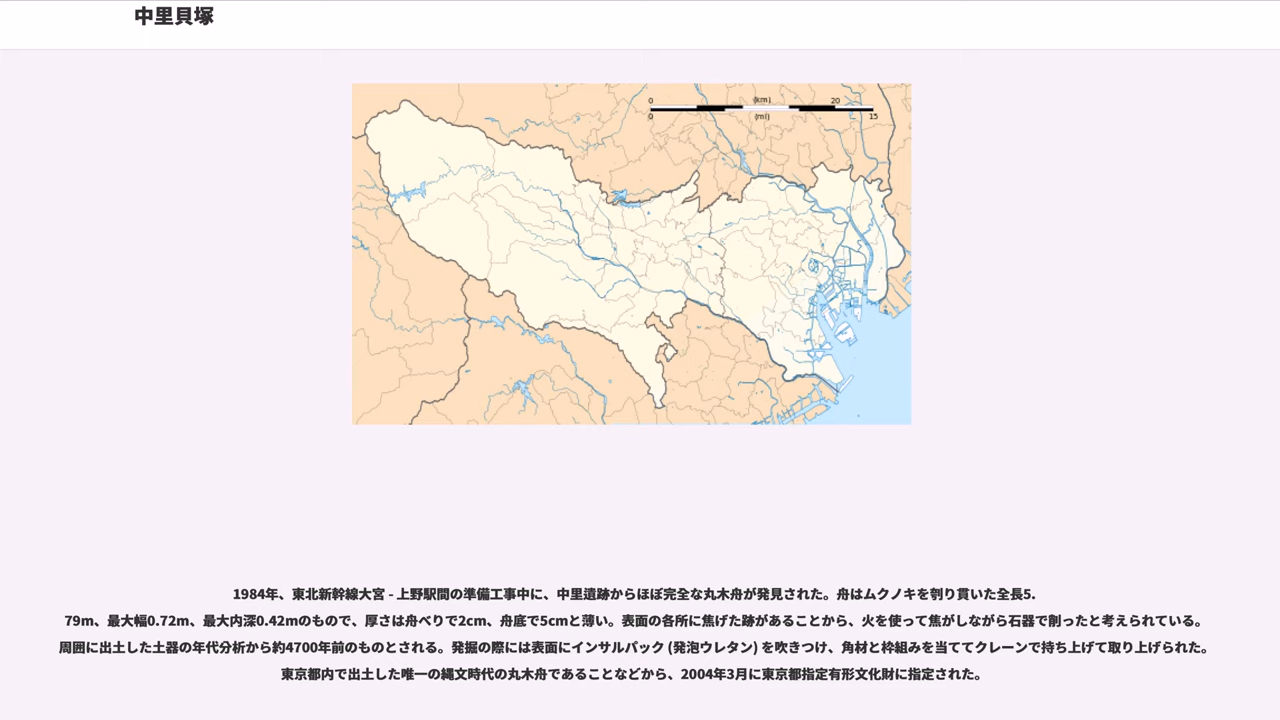 中里貝塚
0 (km) 20
0 (mi) 15
1984年、東北新幹線大宮 - 上野駅間の準備工事中に、中里遺跡からほぼ完全な丸木舟が発見された。舟はムクノキを刳り貫いた全長5.
79m、最大幅0.72m、最大内深0.42mのもので、厚さは舟べりで2cm、舟底で5cmと薄い。表面の各所に焦げた跡があることから、火を使って焦がしながら石器で削ったと考えられている。
周囲に出土した土器の年代分析から約4700年前のものとされる。発掘の際には表面にインサルパック (発泡ウレタン) を吹きつけ、角材と枠組みを当ててクレーンで持ち上げて取り上げられた。
東京都内で出土した唯一の縄文時代の丸木舟であることなどから、2004年3月に東京都指定有形文化財に指定された。